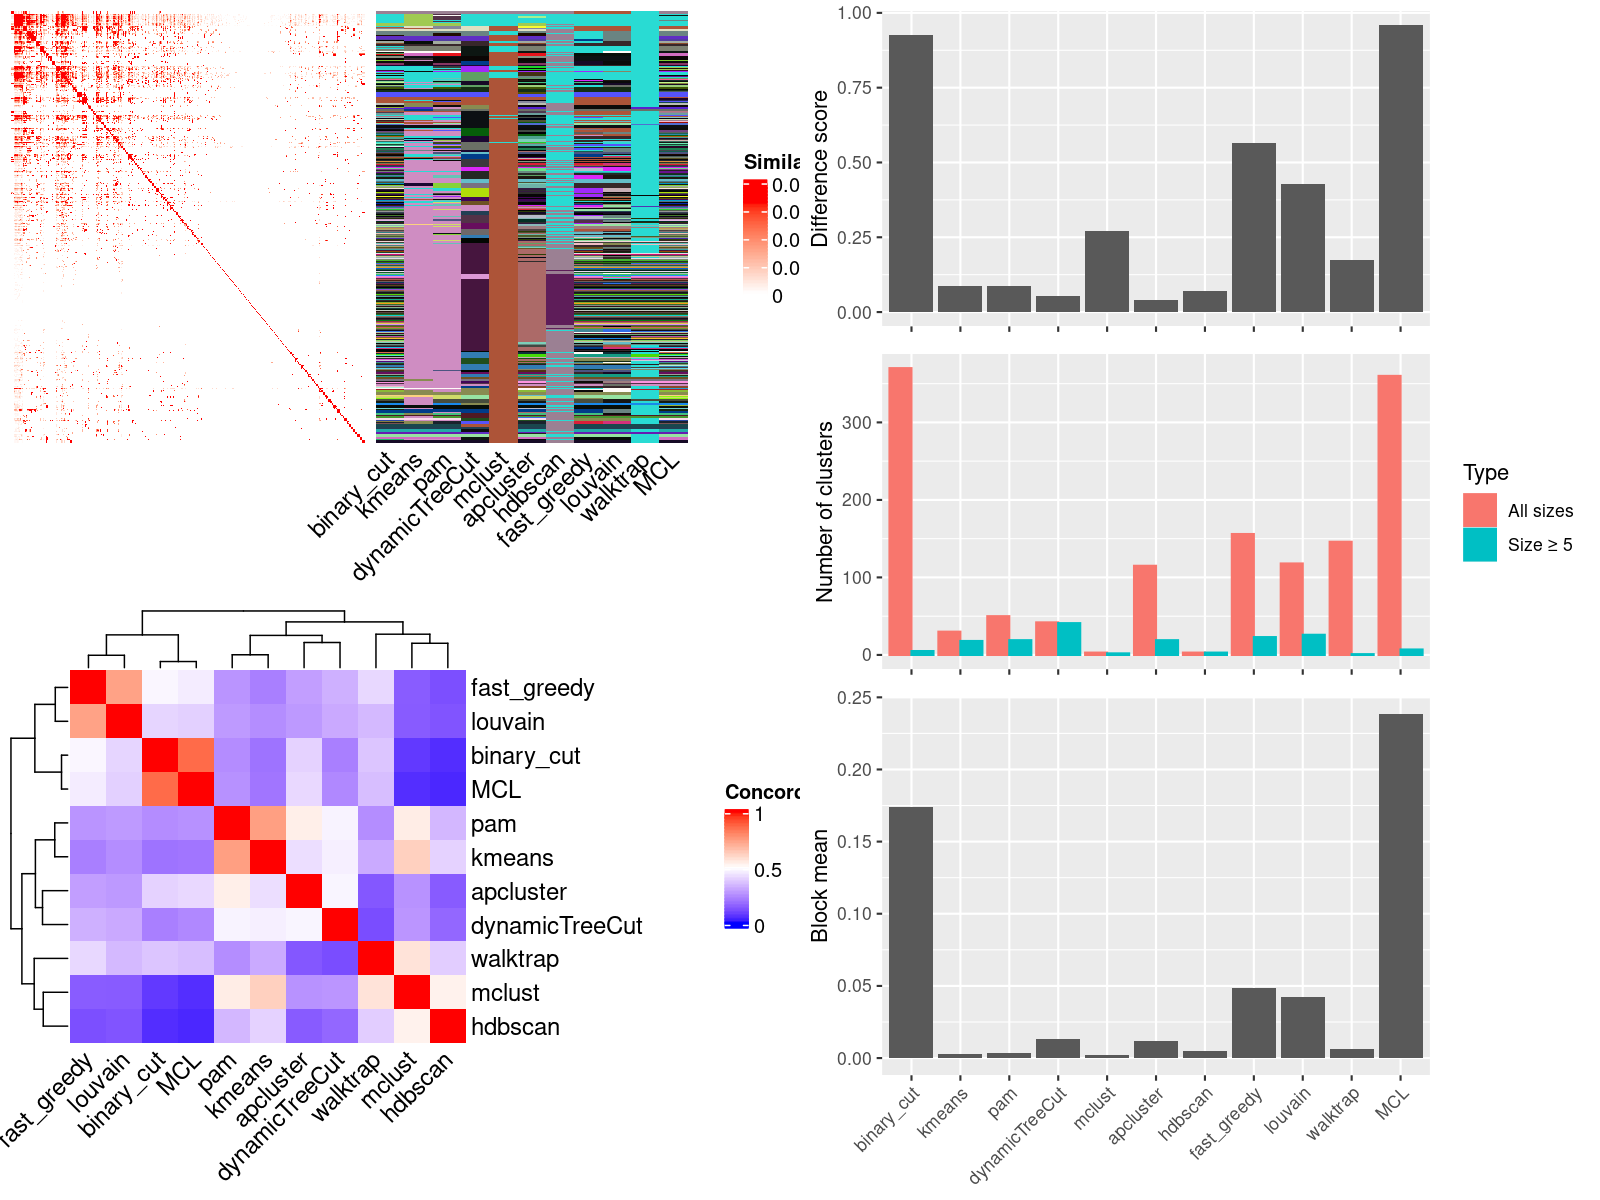 Simila
0.0
0.0
0.0
0.0
0
binary_cut
kmeans
pam
dynamicTreeCut
mclust
apcluster
hdbscan
fast_greedy
louvain
walktrap
MCL
fast_greedy
louvain
binary_cut
MCL
pam
kmeans
apcluster
dynamicTreeCut
walktrap
mclust
hdbscan
fast_greedy
louvain
binary_cut
MCL
pam
kmeans
apcluster
dynamicTreeCut
walktrap
mclust
hdbscan
Concord
1
0.5
0
Difference score
1.00
0.75
0.50
0.25
0.00
Number of clusters
300
200
100
0
Type
All sizes
Size ≥ 5
Block mean
0.25
0.20
0.15
0.10
0.05
0.00
binary_cut
kmeans
pam
dynamicTreeCut
mclust
apcluster
hdbscan
fast_greedy
louvain
walktrap
MCL